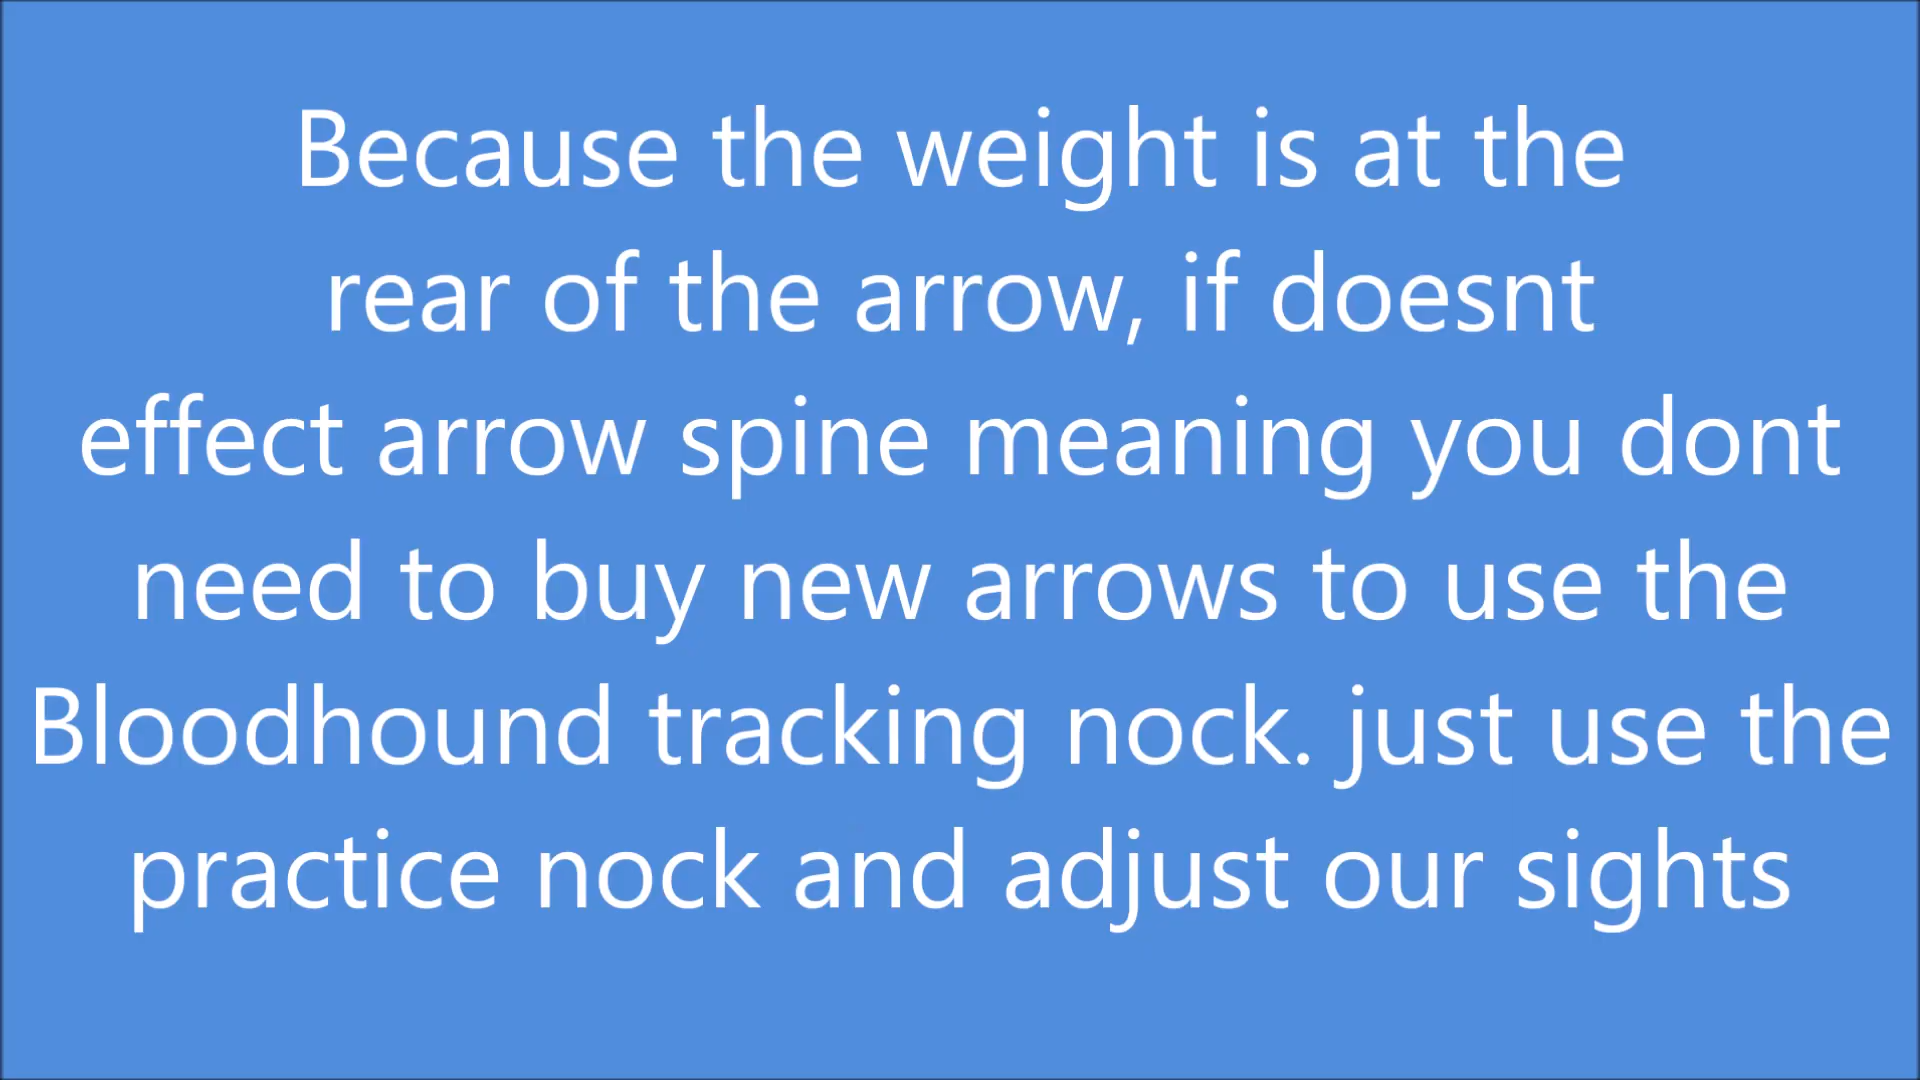 Because the weight is at the
rear of the arrow, if doesnt
effect arrow spine meaning you dont
need to buy new arrows to use the
Bloodhound tracking nock. just use the
practice nock and adjust our sights